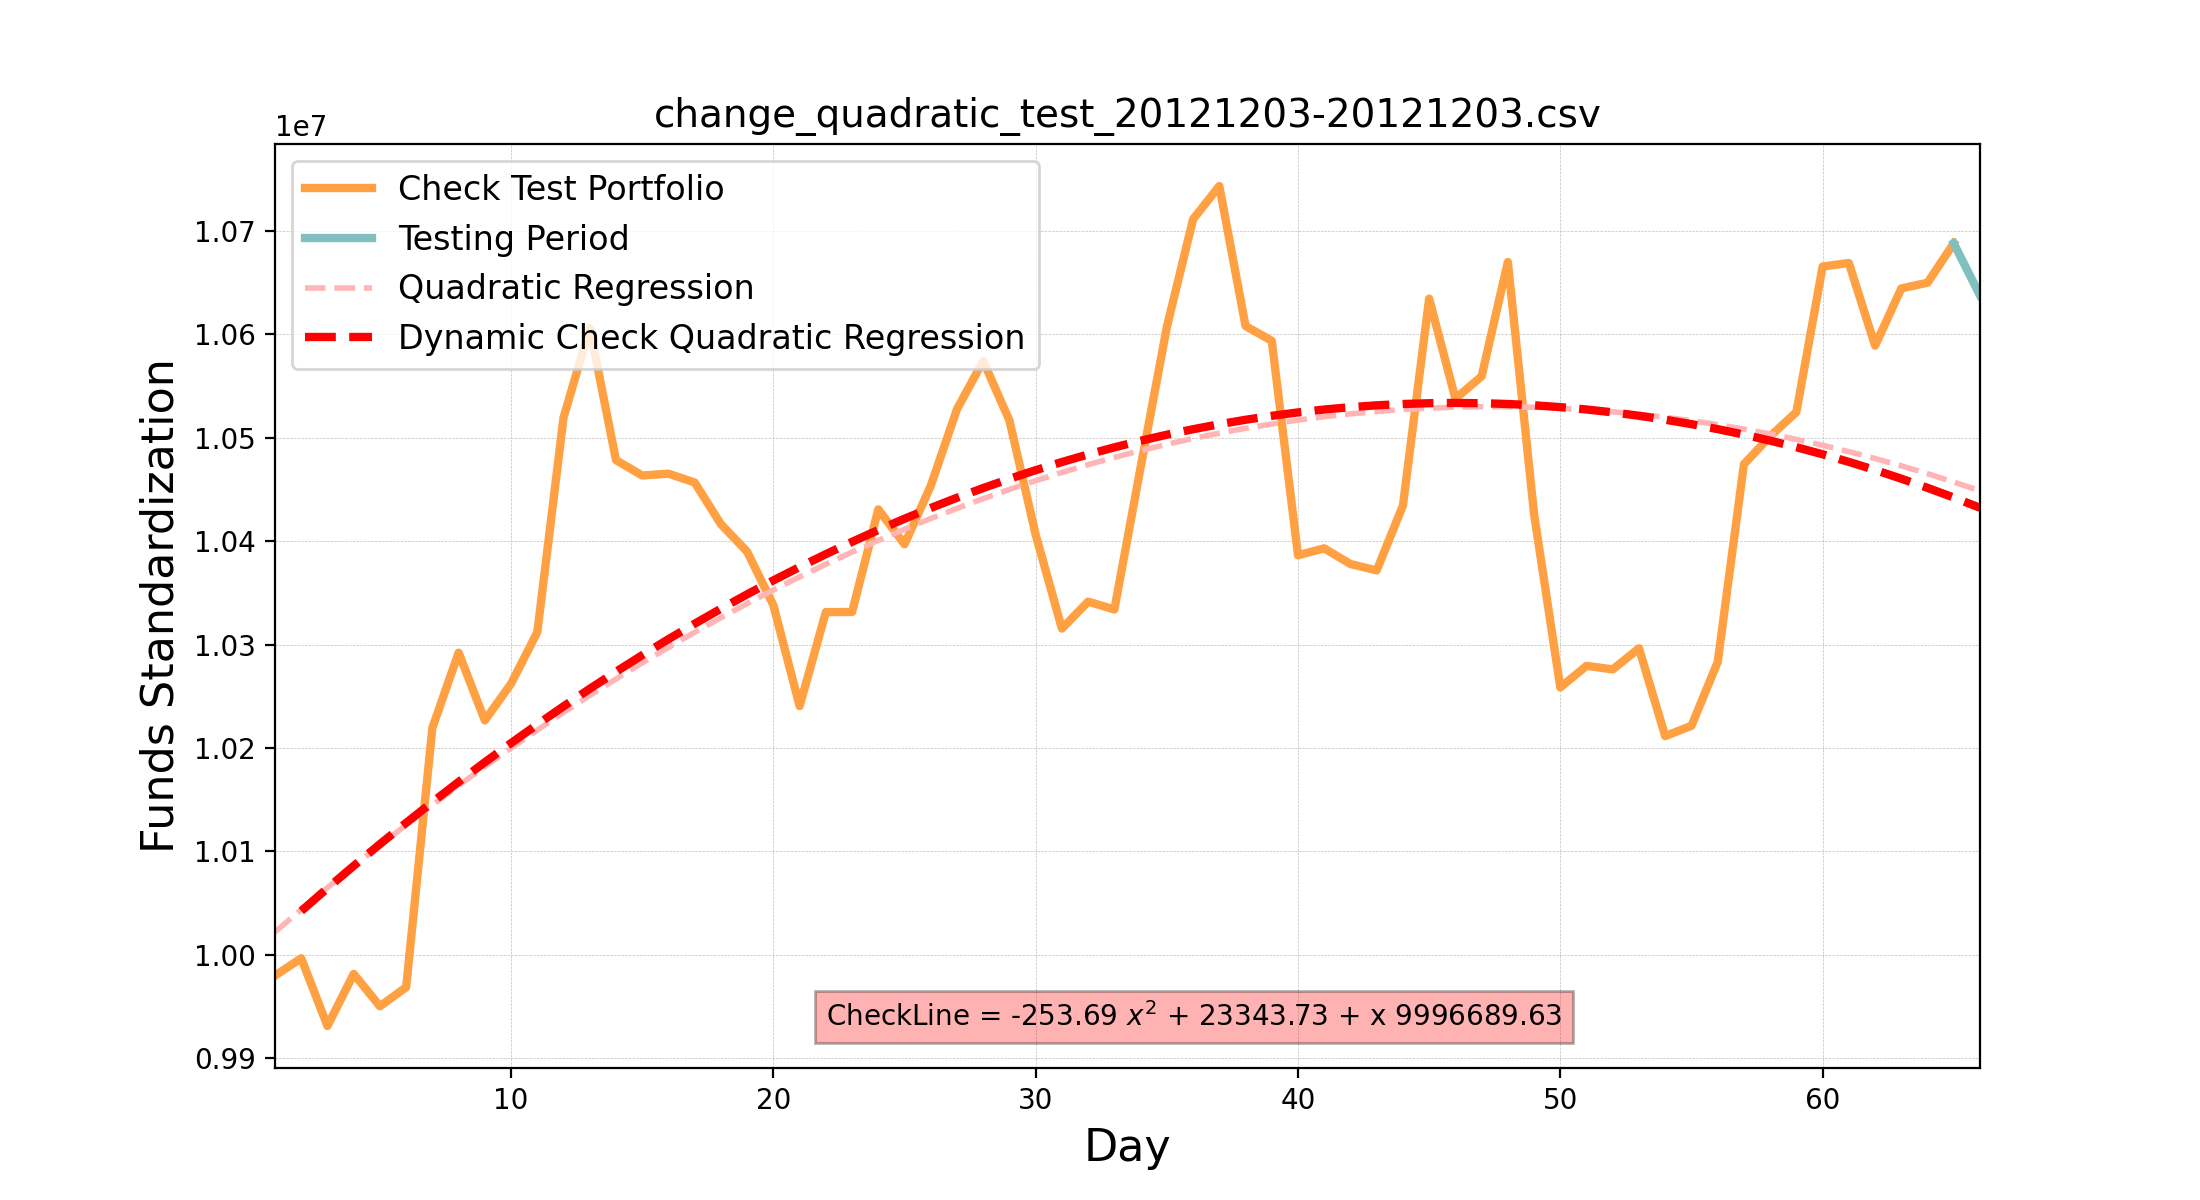 change_quadratic_test_20121203-20121203.csv
1e7
Check Test Portfolio
Testing Period
Quadratic Regression
Dynamic Check Quadratic Regression
Funds Standardization
1.07
1.06
1.05
1.04
1.03
1.02
1.01
1.00
0.99
CheckLine = -253.69 x² + 23343.73 + x 9996689.63
10 20 30 40 50 60
Day